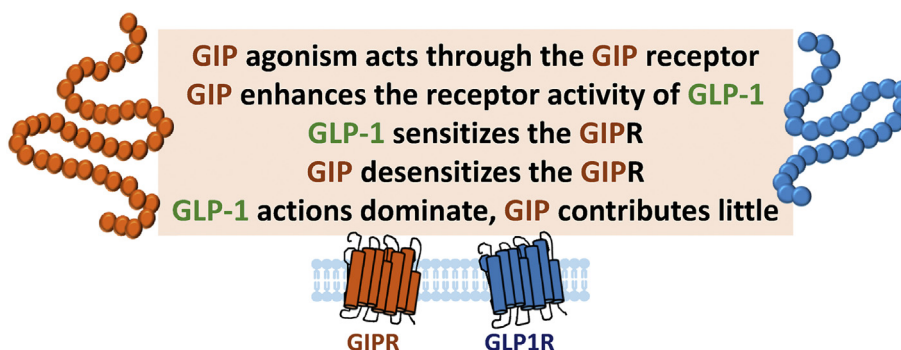 GIP agonism acts through the GIP receptor
GIP enhances the receptor activity of GLP-1
GLP-1 sensitizes the GIPR
GIP desensitizes the GIPR
GLP-1 actions dominate, GIP contributes little
GIPR
GLP1R